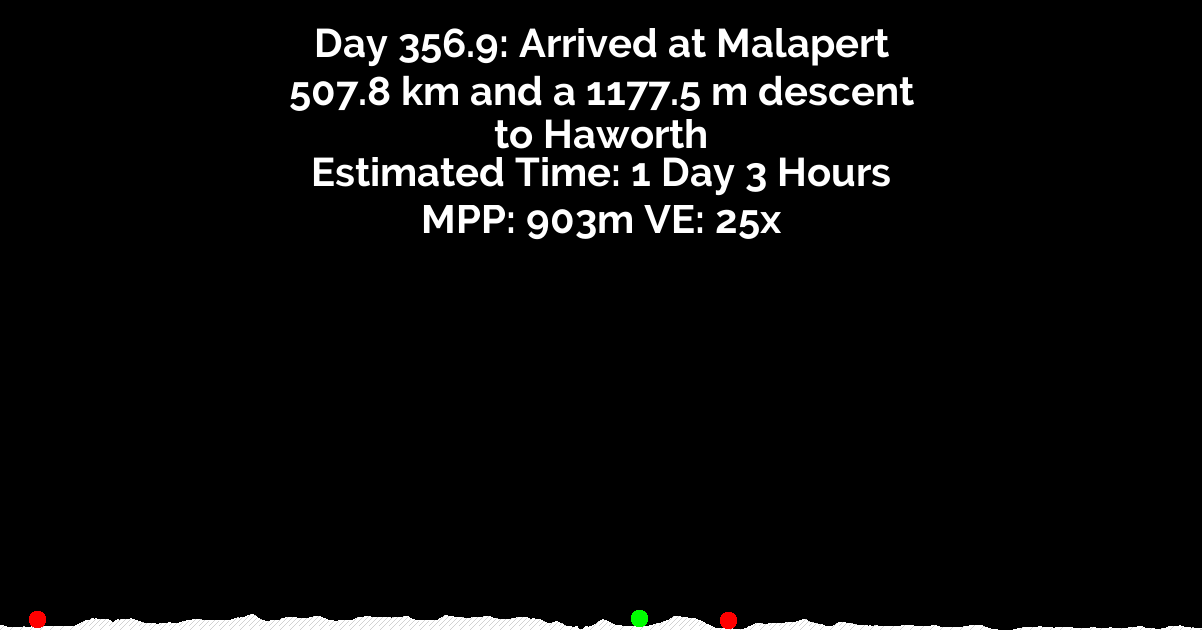 Day 356.9: Arrived at Malapert
507.8 km and a 1177.5 m descent
to Haworth
Estimated Time: 1 Day 3 Hours
MPP: 903m VE: 25x